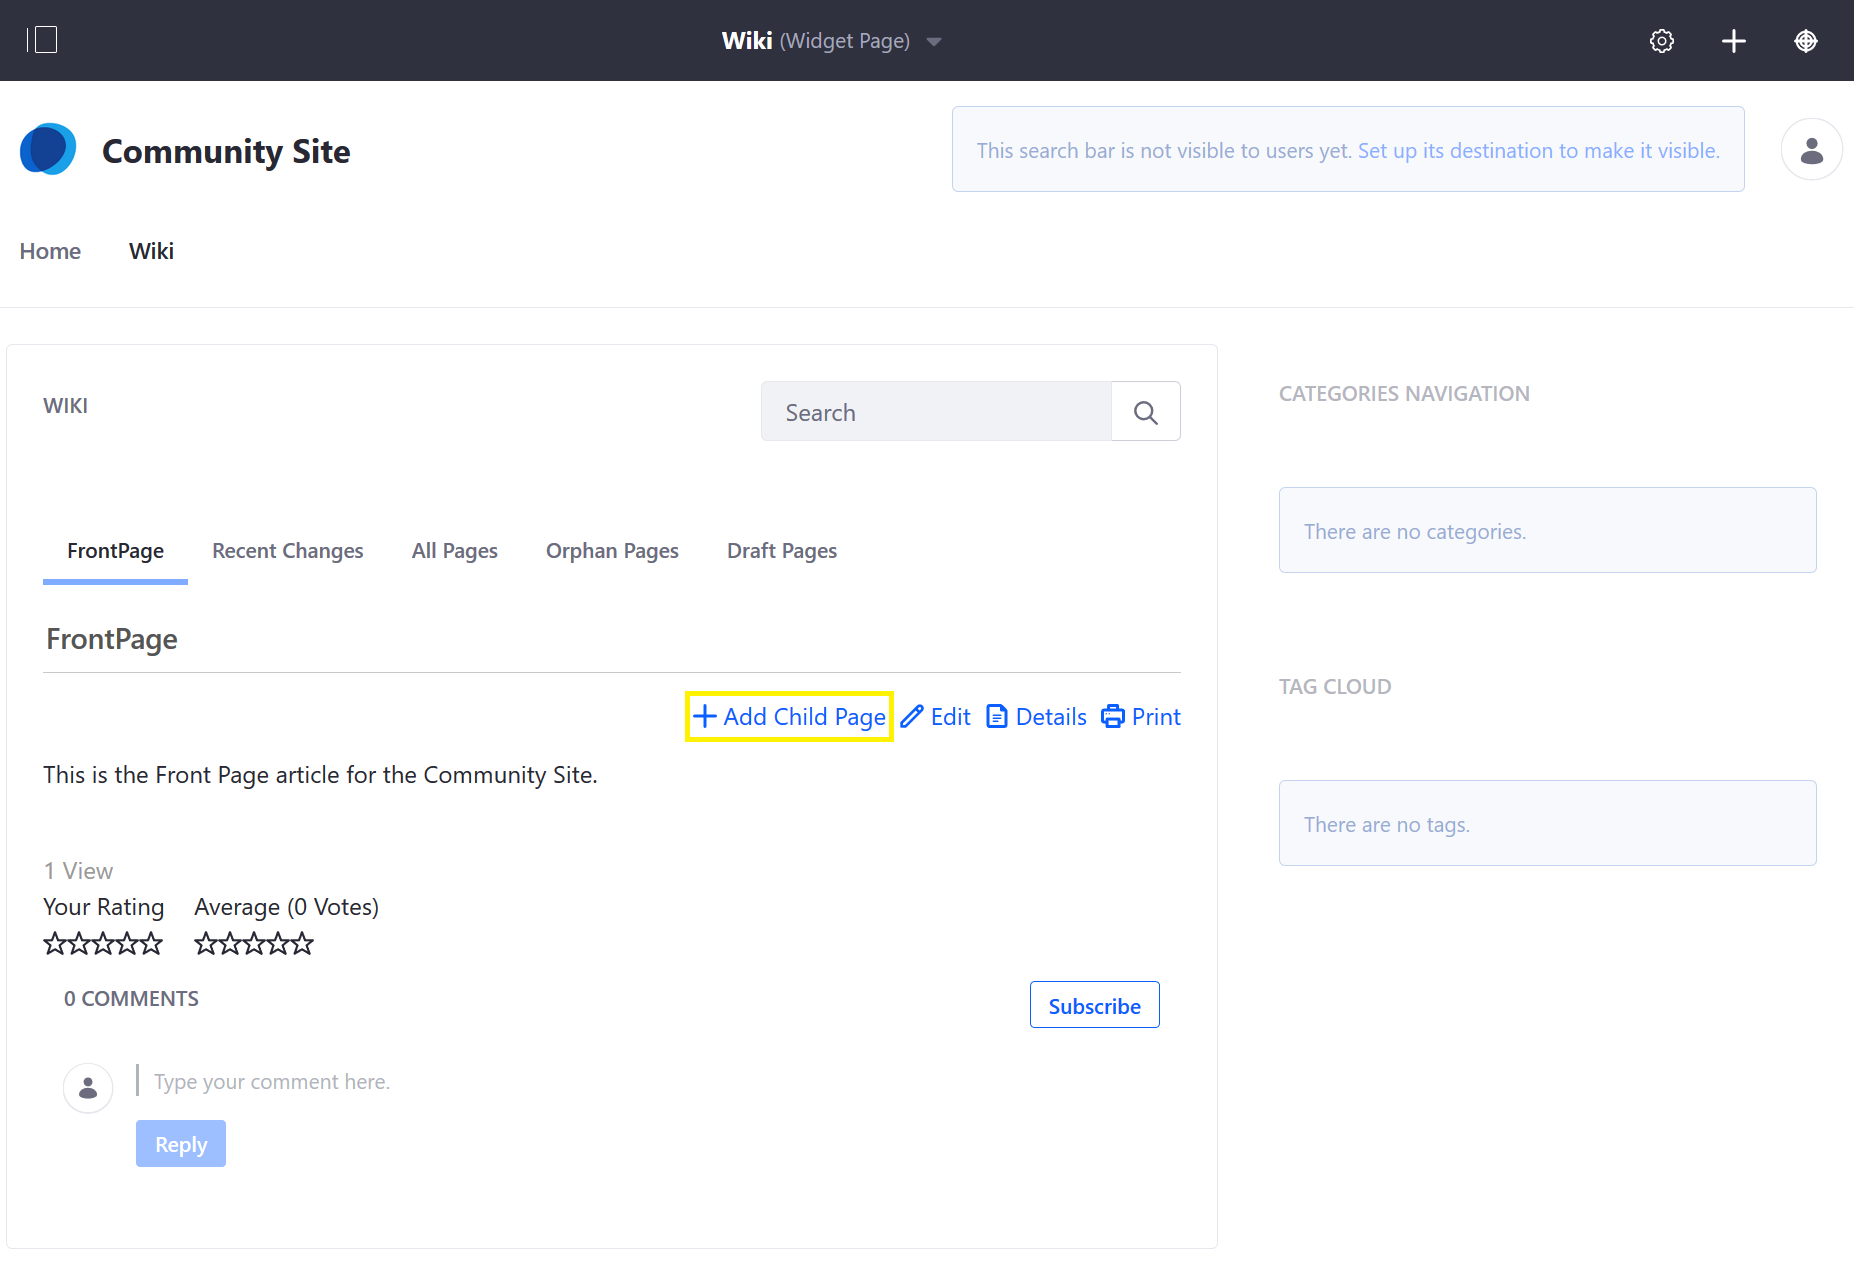 Wiki (Widget Page)
Community Site
This search bar is not visible to users yet. Set up its destination to make it visible.
Home Wiki
WIKI
Search
CATEGORIES NAVIGATION
There are no categories.
FrontPage Recent Changes All Pages Orphan Pages Draft Pages
FrontPage
TAG CLOUD
Add Child Page Edit Details Print
This is the Front Page article for the Community Site.
There are no tags.
1 View
Your Rating Average (0 Votes)
0 COMMENTS
Subscribe
Type your comment here.
Reply